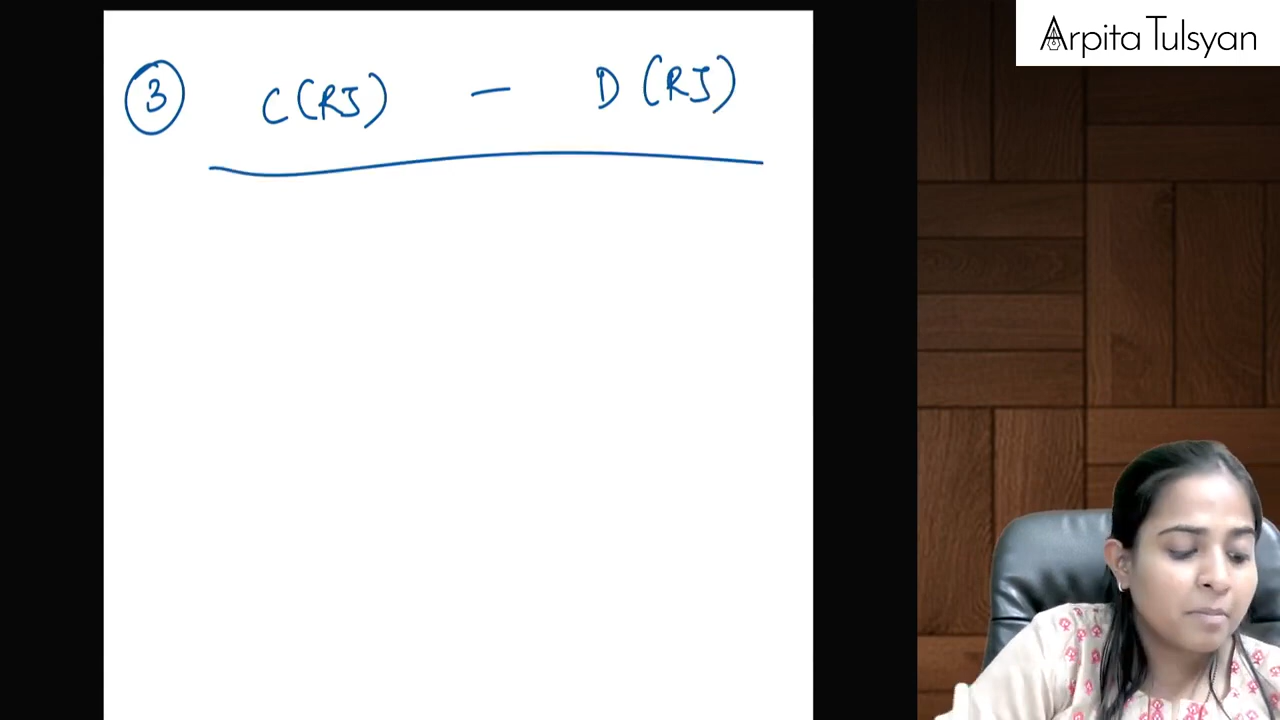 Arpita Tulsyan
3 C (RJ) — D (RJ)